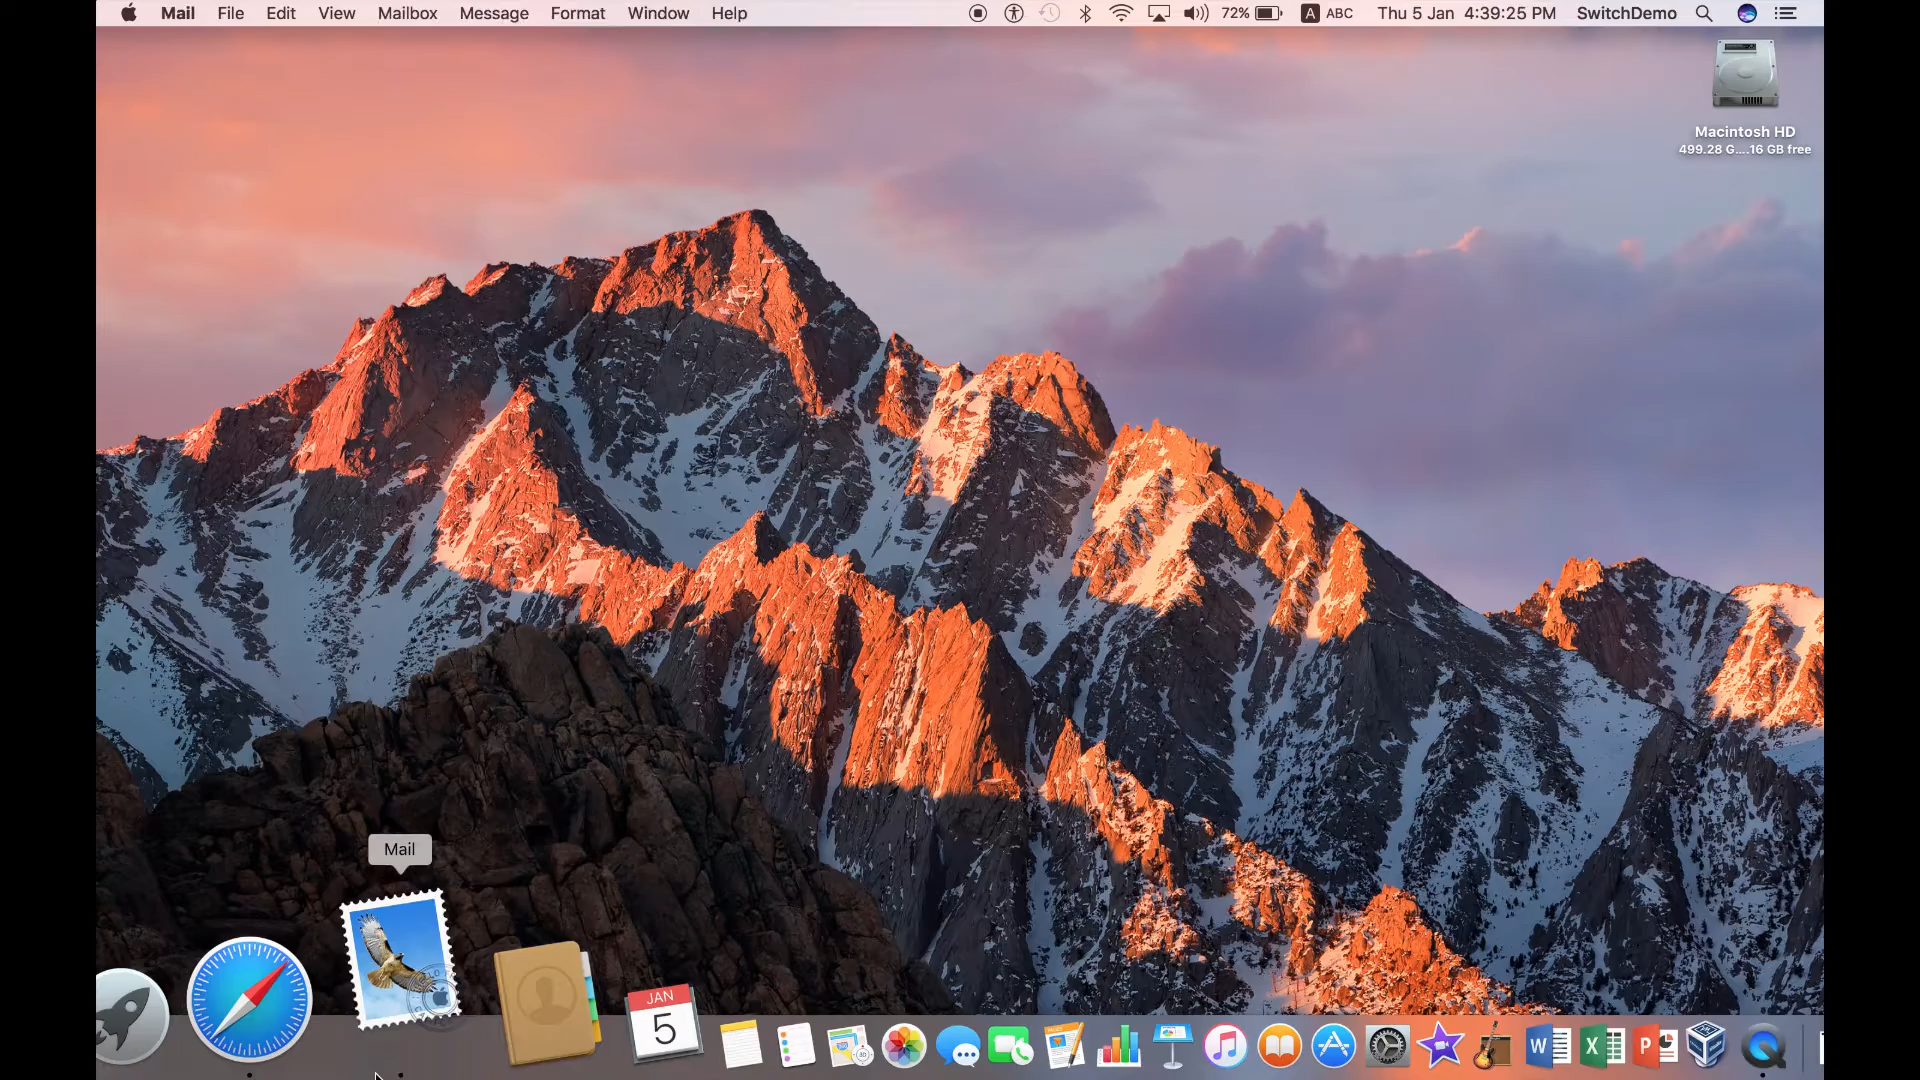 Mail File Edit View Mailbox Message Format Window Help 72% A ABC Thu 5 Jan 4:39:25 PM SwitchDemo
Macintosh HD
499.28 G....16 GB free
Mail
JAN
5